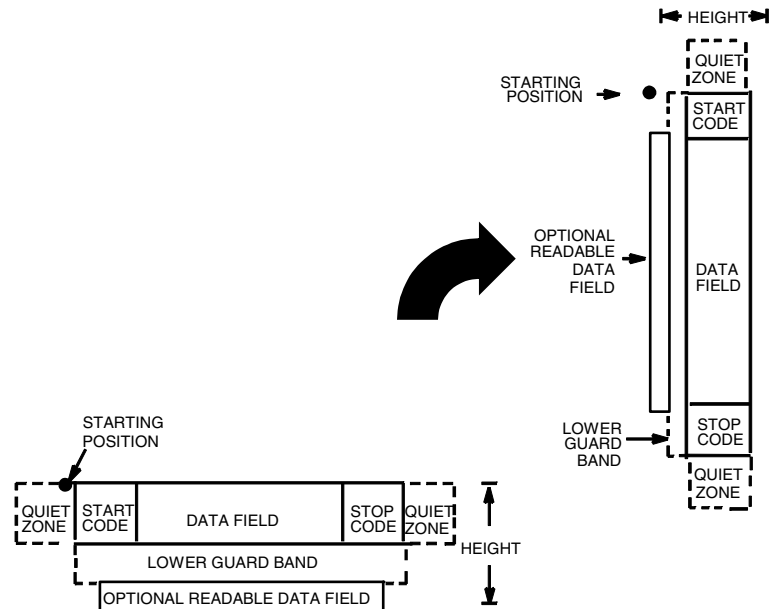 HEIGHT
QUIET
ZONE
STARTING
POSITION
START
CODE
OPTIONAL
READABLE
DATA
FIELD
DATA
FIELD
LOWER
GUARD
BAND
STOP
CODE
QUIET
ZONE
STARTING
POSITION
QUIET
ZONE
START
CODE
DATA FIELD
STOP
CODE
QUIET
ZONE
HEIGHT
LOWER GUARD BAND
OPTIONAL READABLE DATA FIELD